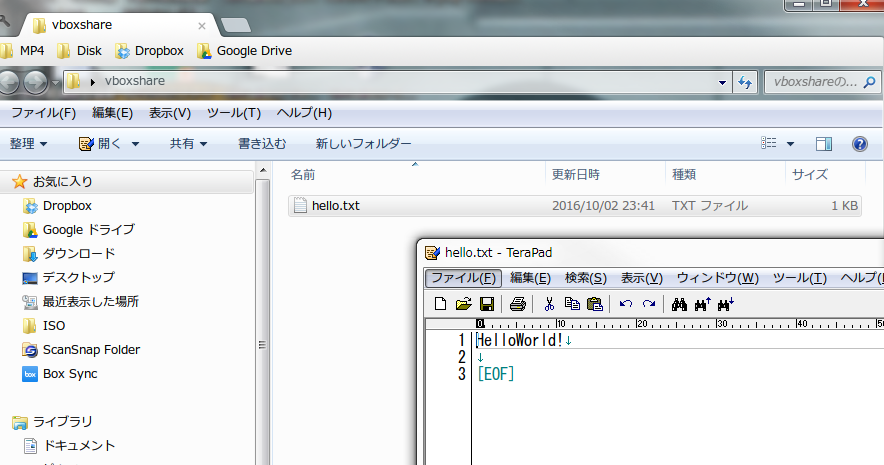 vboxshare
MP4 Disk Dropbox Google Drive
vboxshare vboxshareの...
ファイル(F) 編集(E) 表示(V) ツール(T) ヘルプ(H)
整理 開く 共有 書き込む 新しいフォルダー
名前 更新日時 種類 サイズ
hello.txt 2016/10/02 23:41 TXT ファイル 1 KB
お気に入り
Dropbox
Google ドライブ
ダウンロード
デスクトップ
最近表示した場所
ISO
ScanSnap Folder
Box Sync
ライブラリ
ドキュメント
hello.txt - TeraPad
ファイル(F) 編集(E) 検索(S) 表示(V) ウィンドウ(W) ツール(T) ヘルプ(
0 10 20 30 40 50
1 HelloWorld!↓
2 ↓
3 [EOF]